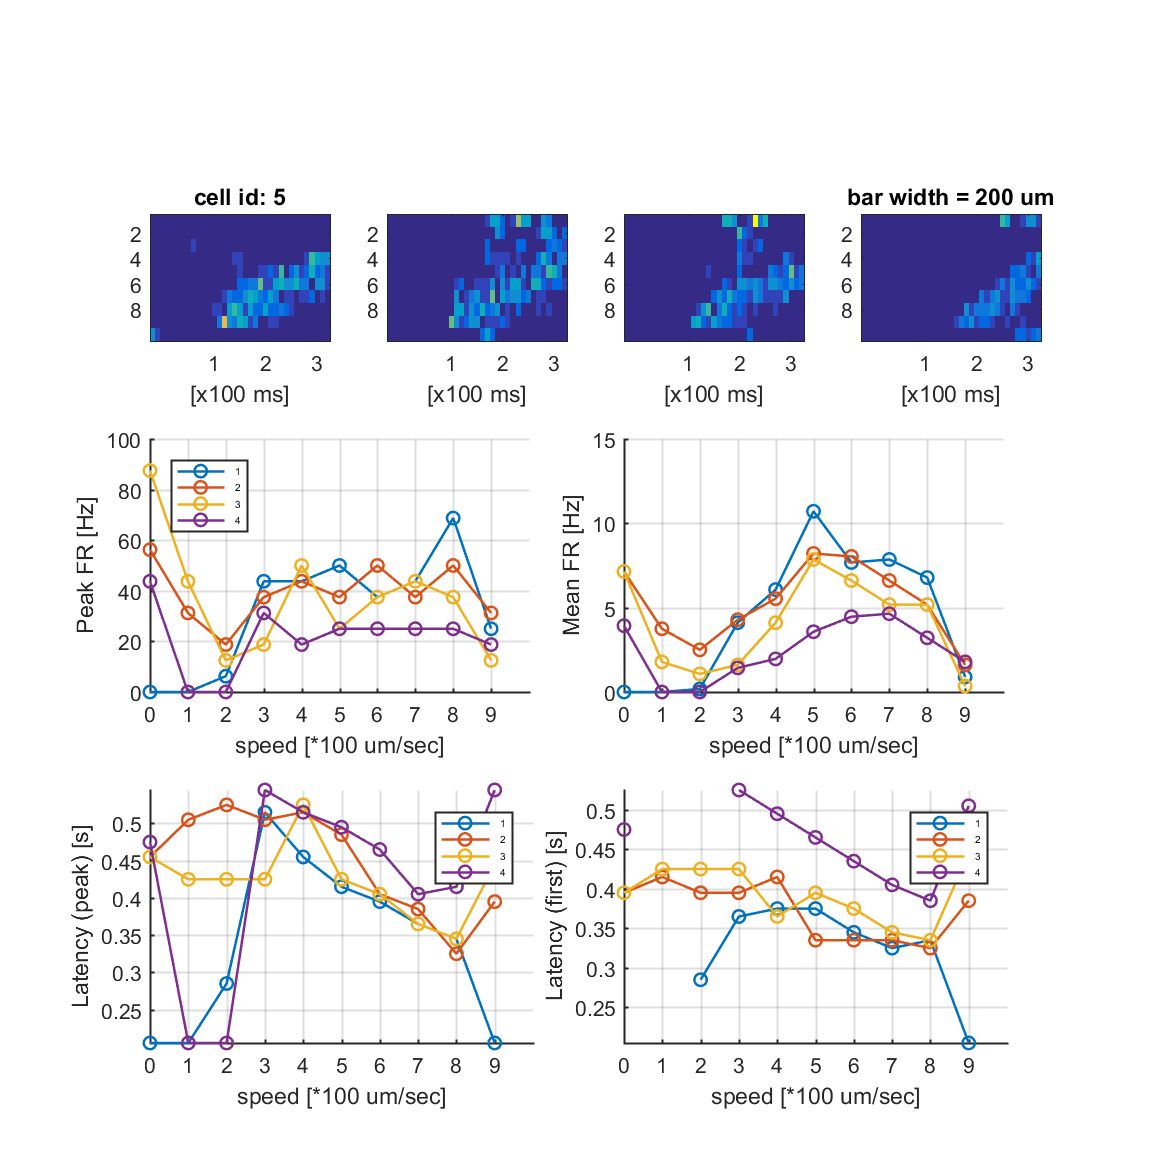 cell id: 5
bar width = 200 um
2
4
6
8
1 2 3
[x100 ms]
2
4
6
8
1 2 3
[x100 ms]
2
4
6
8
1 2 3
[x100 ms]
2
4
6
8
1 2 3
[x100 ms]
Peak FR [Hz]
100
80
60
40
20
0
1
2
3
4
0 1 2 3 4 5 6 7 8 9
speed [*100 um/sec]
Mean FR [Hz]
15
10
5
0
0 1 2 3 4 5 6 7 8 9
speed [*100 um/sec]
Latency (peak) [s]
0.5
0.45
0.4
0.35
0.3
0.25
1
2
3
4
0 1 2 3 4 5 6 7 8 9
speed [*100 um/sec]
Latency (first) [s]
0.5
0.45
0.4
0.35
0.3
0.25
1
2
3
4
0 1 2 3 4 5 6 7 8 9
speed [*100 um/sec]